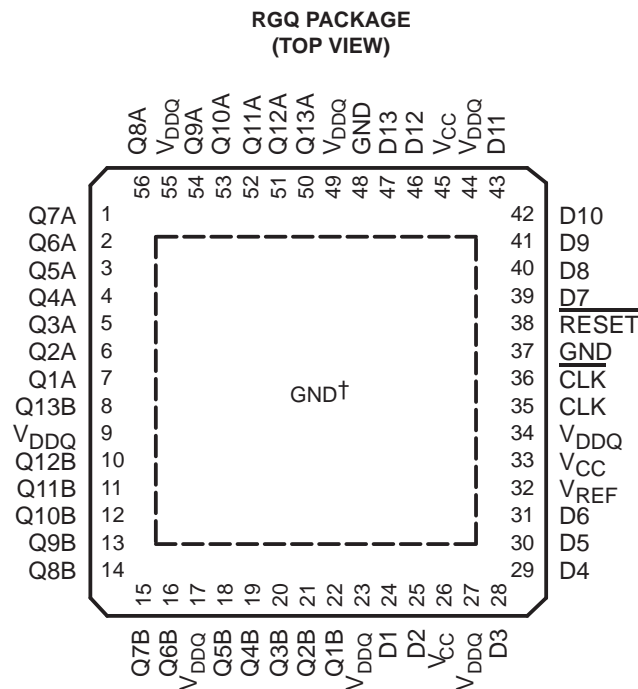 RGQ PACKAGE
(TOP VIEW)
Q8A VDDQ Q9A Q10A Q11A Q12A Q13A VDDQ GND D13 D12 VCC VDDQ D11
56 55 54 53 52 51 50 49 48 47 46 45 44 43
Q7A 1 42 D10
Q6A 2 41 D9
Q5A 3 40 D8
Q4A 4 39 D7
Q3A 5 38 RESET
Q2A 6 37 GND
Q1A 7 36 CLK
Q13B 8 GND† 35 CLK
VDDQ 9 34 VDDQ
Q12B 10 33 VCC
Q11B 11 32 VREF
Q10B 12 31 D6
Q9B 13 30 D5
Q8B 14 29 D4
15 16 17 18 19 20 21 22 23 24 25 26 27 28
Q7B Q6B VDDQ Q5B Q4B Q3B Q2B Q1B VDDQ D1 D2 VCC VDDQ D3